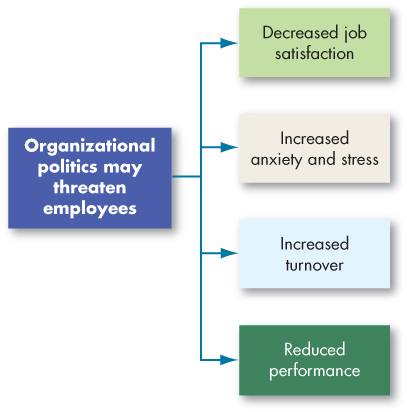 Organizational
politics may
threaten
employees
Decreased job
satisfaction
Increased
anxiety and stress
Increased
turnover
Reduced
performance